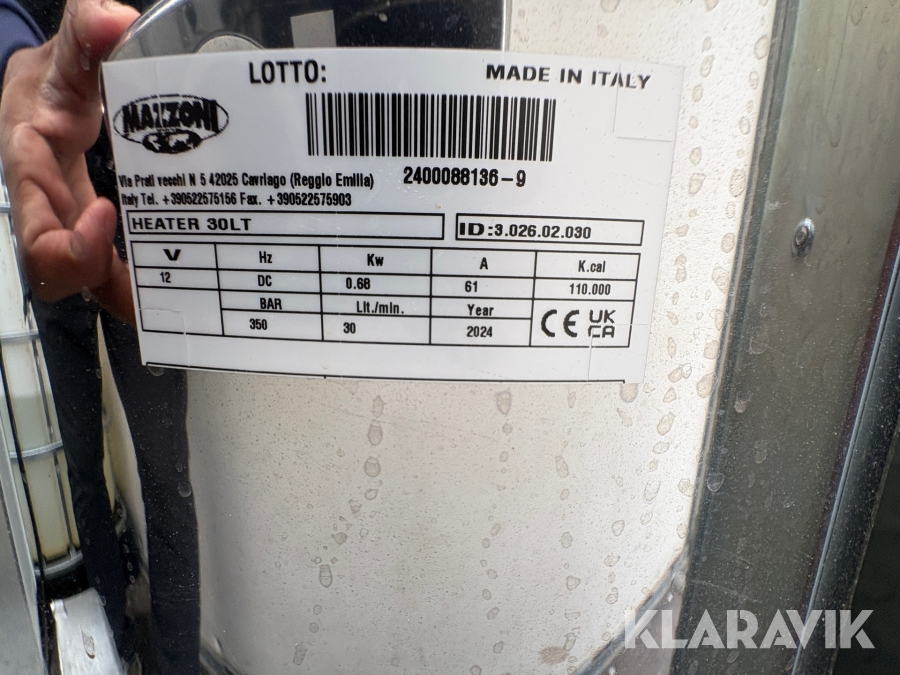 LOTTO:
MADE IN ITALY
MAZZONI
Via Prati vecchi N 5 42025 Cavriago (Reggio Emilia)
2400088136-9
Italy Tel. +390522575156 Fax. +390522575903
HEATER 30LT
ID:3.026.02.030
V Hz Kw A K.cal
12 DC 0.68 61 110.000
BAR Lit./min. Year
350 30 2024
CE UK
CA
KLARAVIK